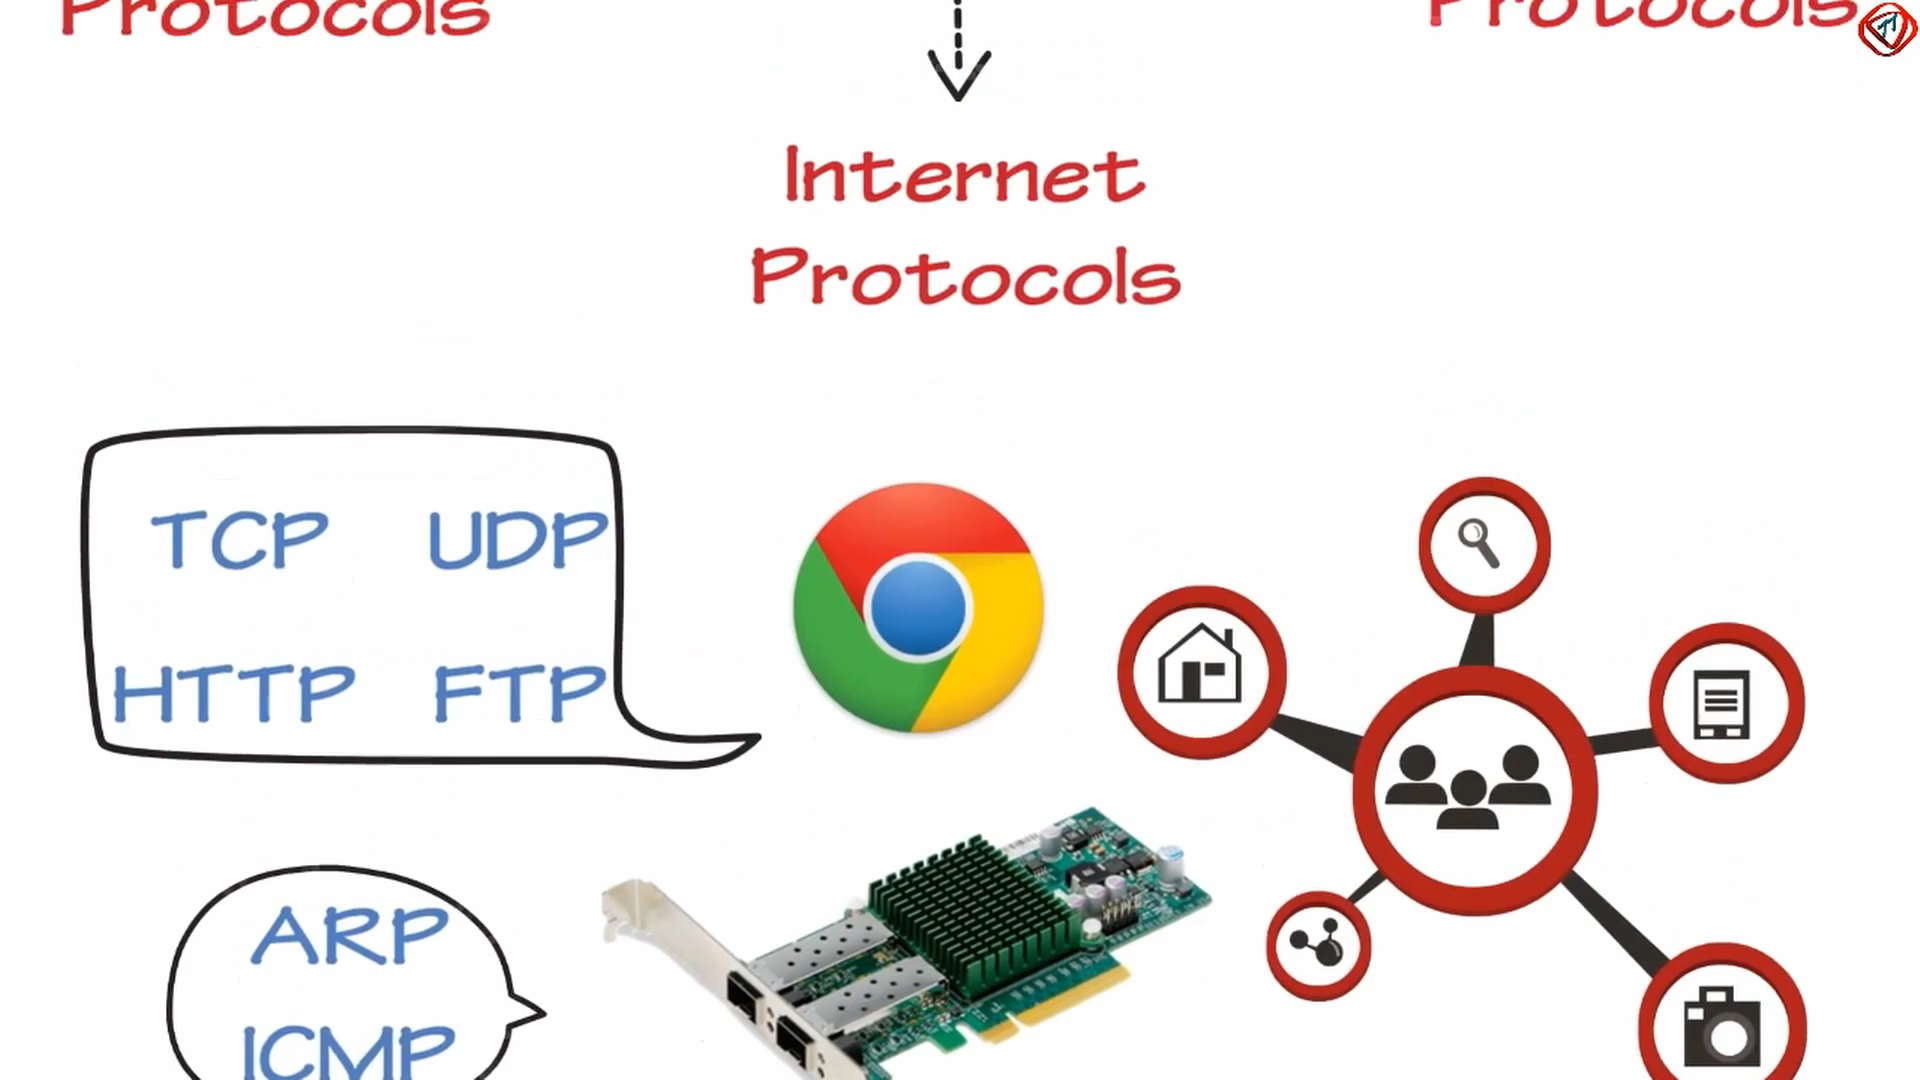 Protocols
Protocols
Internet
Protocols
TCP UDP
HTTP FTP
ARP
ICMP